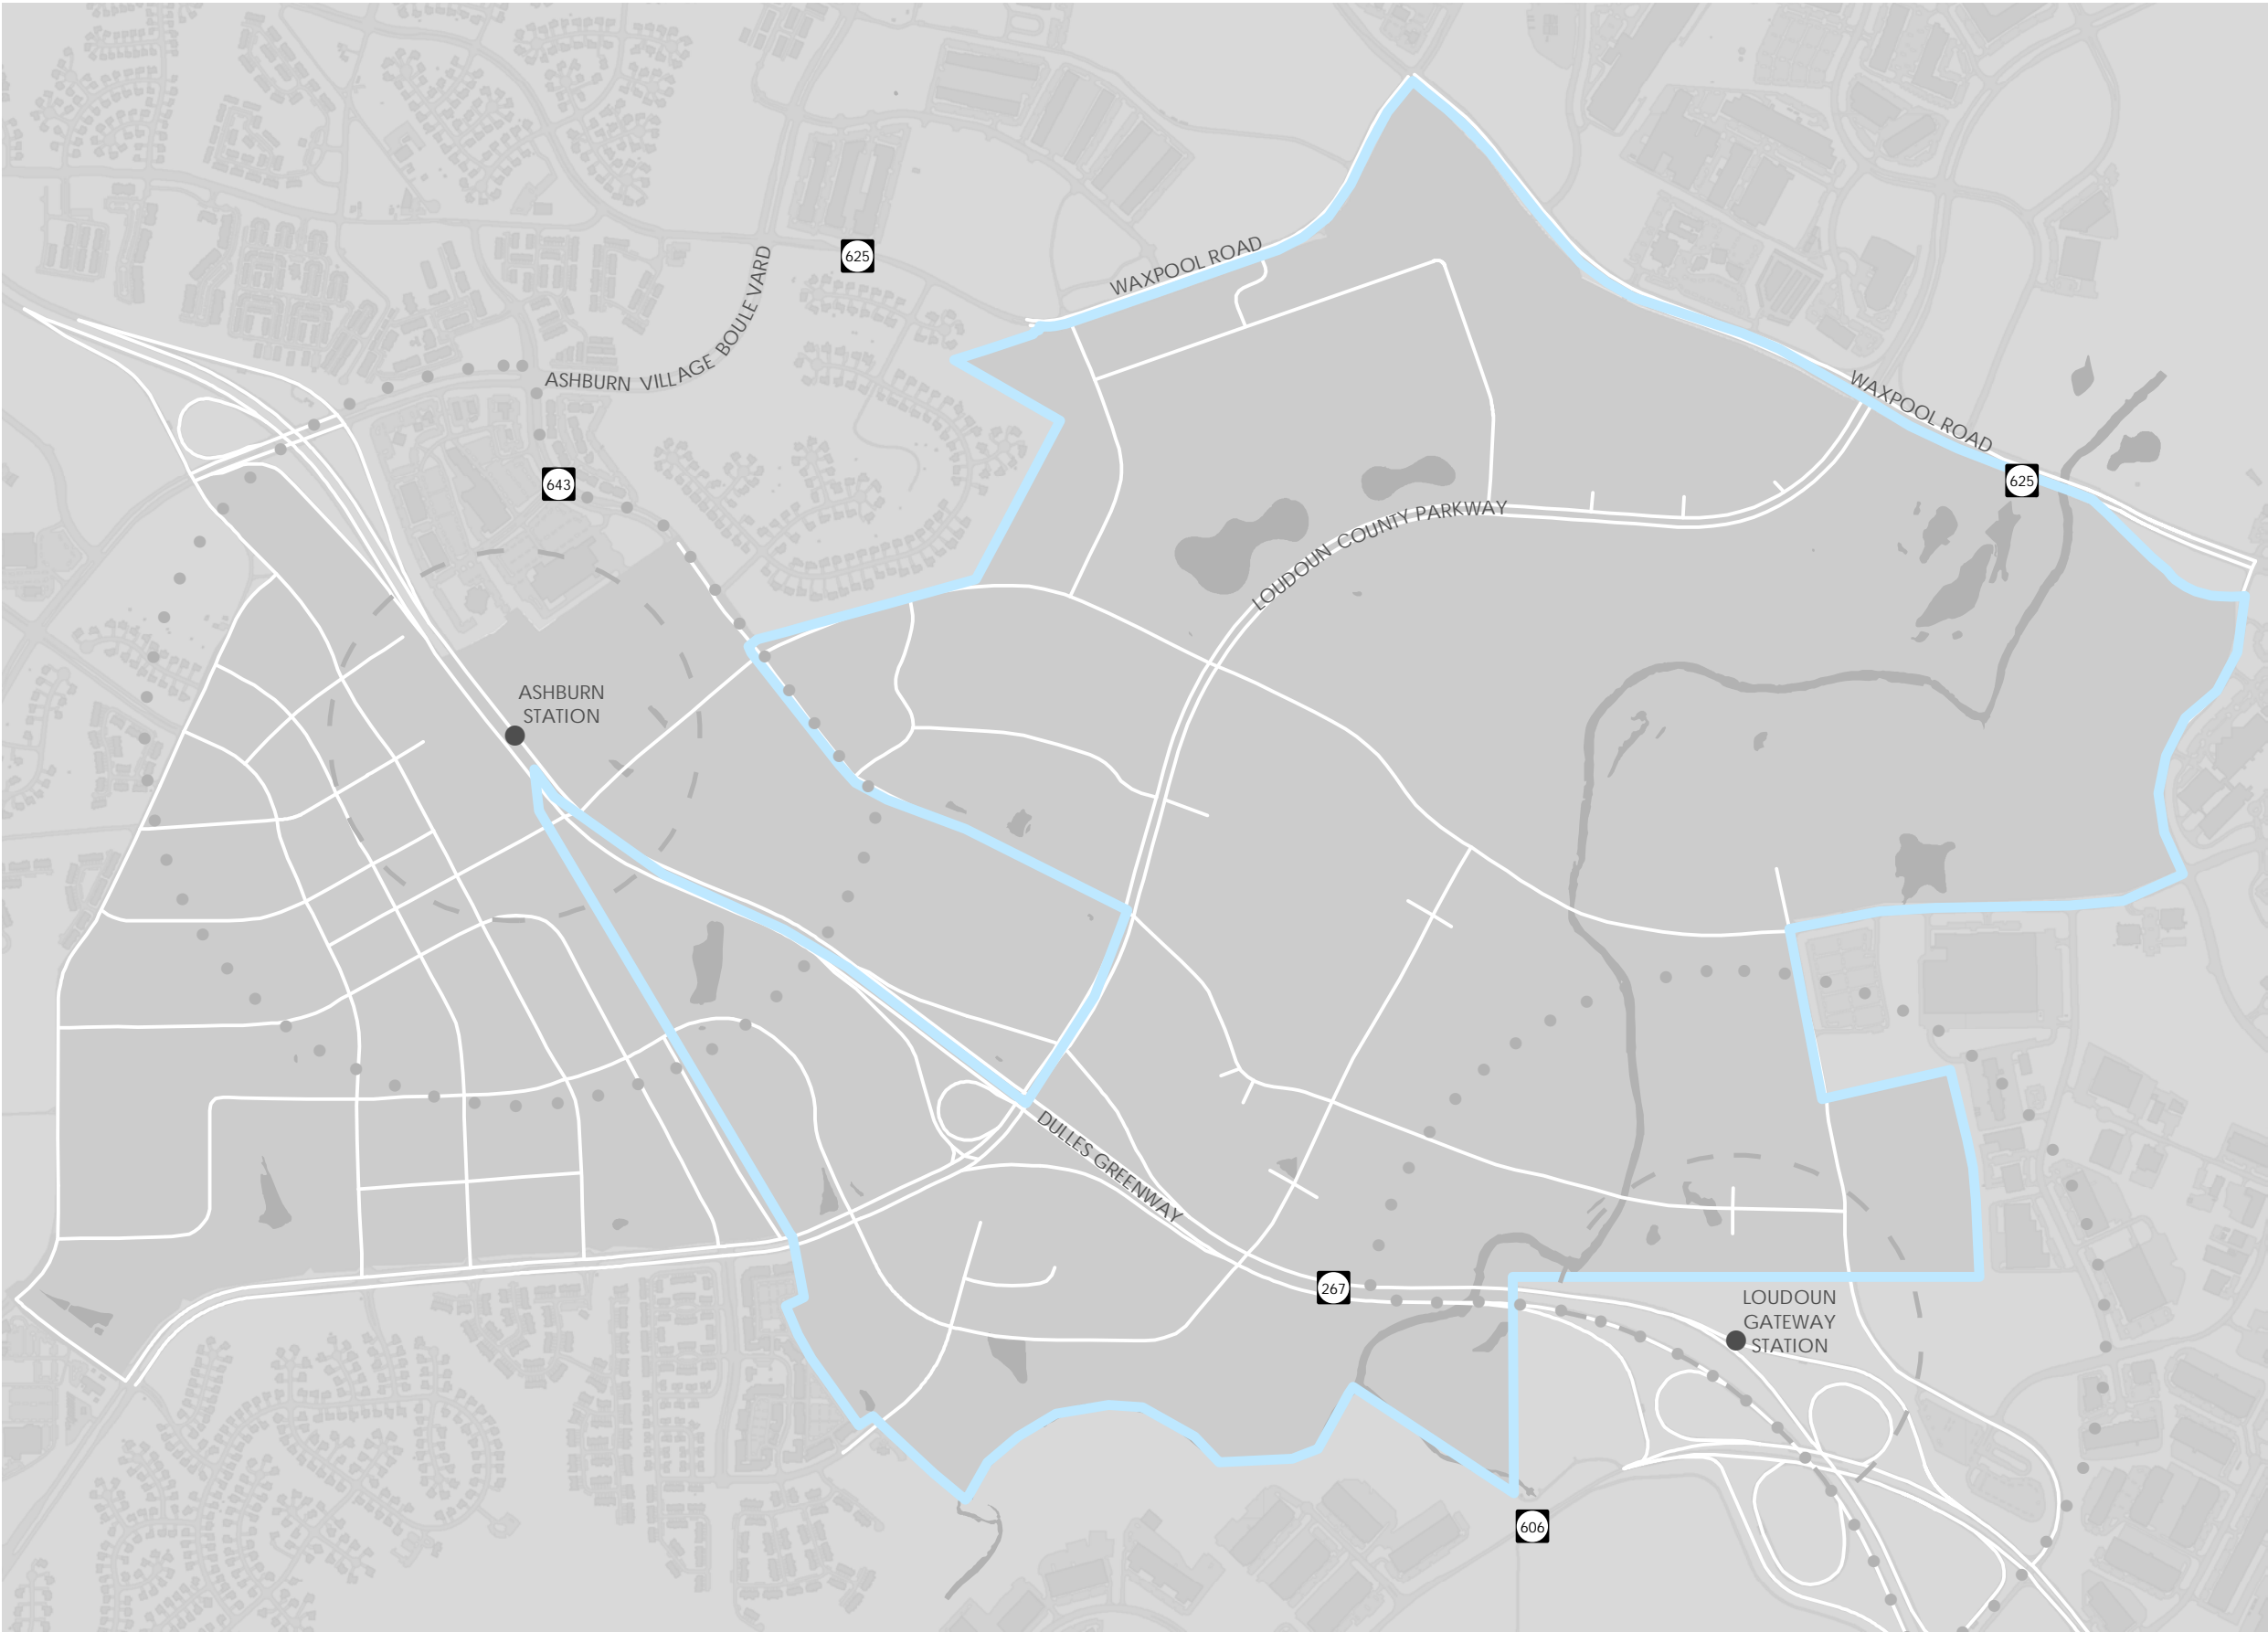 WAXPOOL ROAD
625
ASHBURN VILLAGE BOULEVARD
WAXPOOL ROAD
625
643
LOUDOUN COUNTY PARKWAY
ASHBURN
STATION
DULLES GREENWAY
267
LOUDOUN
GATEWAY
STATION
606